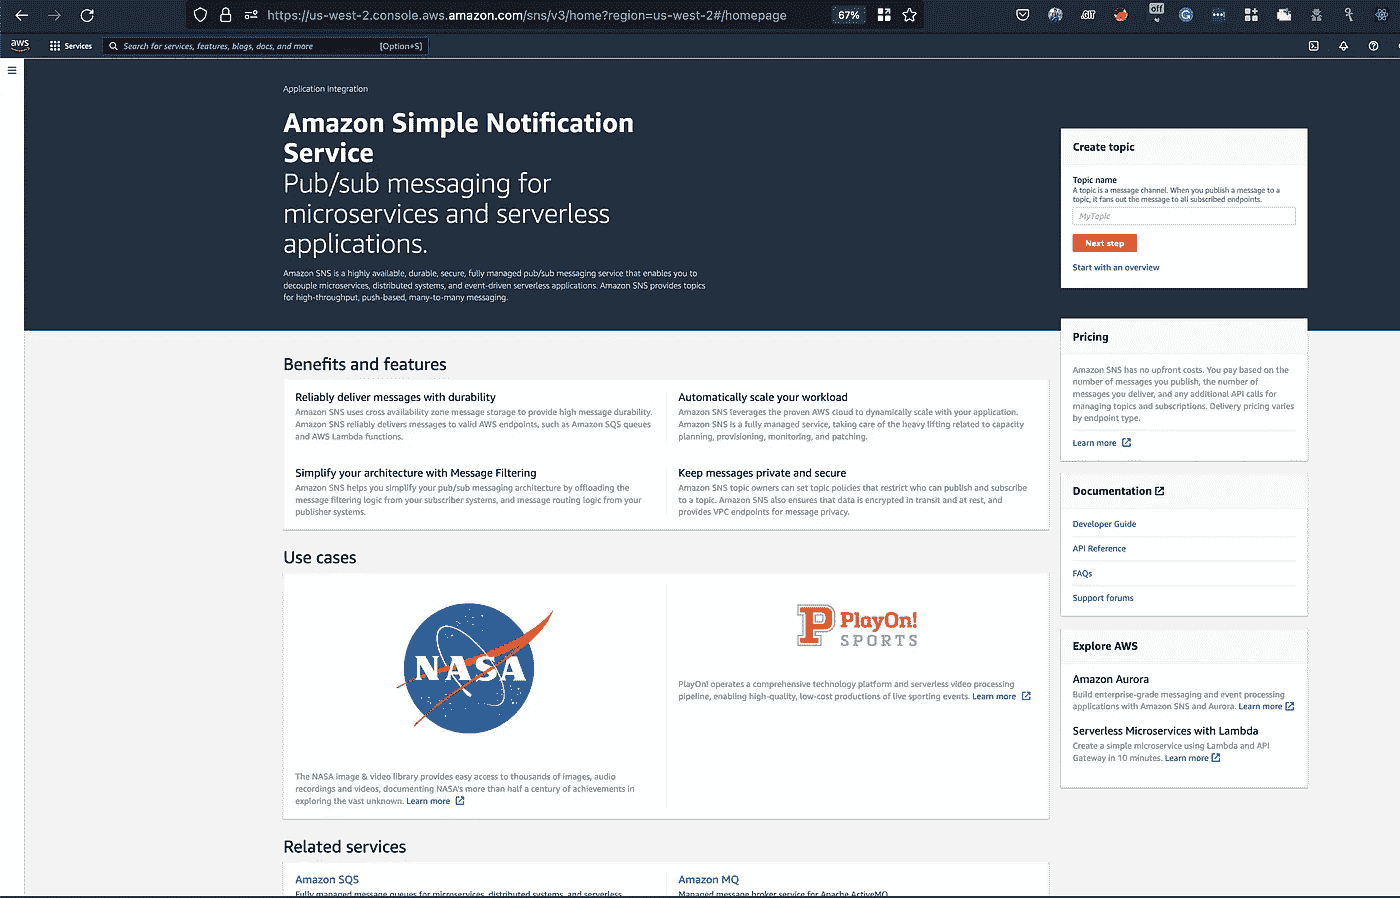 https://us-west-2.console.aws.amazon.com/sns/v3/home?region=us-west-2#/homepage
67%
off
aws
Services
Search for services, features, blogs, docs, and more
[Option+S]
Application Integration
Amazon Simple Notification
Service
Pub/sub messaging for
microservices and serverless
applications.
Amazon SNS is a highly available, durable, secure, fully managed pub/sub messaging service that enables you to
decouple microservices, distributed systems, and event-driven serverless applications. Amazon SNS provides topics
for high-throughput, push-based, many-to-many messaging.
Create topic
Topic name
A topic is a message channel. When you publish a message to a
topic, it fans out the message to all subscribed endpoints.
MyTopic
Next step
Start with an overview
Pricing
Amazon SNS has no upfront costs. You pay based on the
number of messages you publish, the number of
messages you deliver, and any additional API calls for
managing topics and subscriptions. Delivery pricing varies
by endpoint type.
Learn more
Documentation
Developer Guide
API Reference
FAQs
Support forums
Explore AWS
Amazon Aurora
Build enterprise-grade messaging and event processing
applications with Amazon SNS and Aurora. Learn more
Serverless Microservices with Lambda
Create a simple microservice using Lambda and API
Gateway in 10 minutes. Learn more
Benefits and features
Reliably deliver messages with durability
Amazon SNS uses cross availability zone message storage to provide high message durability.
Amazon SNS reliably delivers messages to valid AWS endpoints, such as Amazon SQS queues
and AWS Lambda functions.
Automatically scale your workload
Amazon SNS leverages the proven AWS cloud to dynamically scale with your application.
Amazon SNS is a fully managed service, taking care of the heavy lifting related to capacity
planning, provisioning, monitoring, and patching.
Simplify your architecture with Message Filtering
Amazon SNS helps you simplify your pub/sub messaging architecture by offloading the
message filtering logic from your subscriber systems, and message routing logic from your
publisher systems.
Keep messages private and secure
Amazon SNS topic owners can set topic policies that restrict who can publish and subscribe
to a topic. Amazon SNS also ensures that data is encrypted in transit and at rest, and
provides VPC endpoints for message privacy.
Use cases
NASA
The NASA image & video library provides easy access to thousands of images, audio
recordings and videos, documenting NASA's more than half a century of achievements in
exploring the vast unknown. Learn more
P PlayOn!
SPORTS
PlayOn! operates a comprehensive technology platform and serverless video processing
pipeline, enabling high-quality, low-cost productions of live sporting events. Learn more
Related services
Amazon SQS
Fully managed message queues for microservices, distributed systems, and serverless
Amazon MQ
Managed message broker service for Apache ActiveMQ